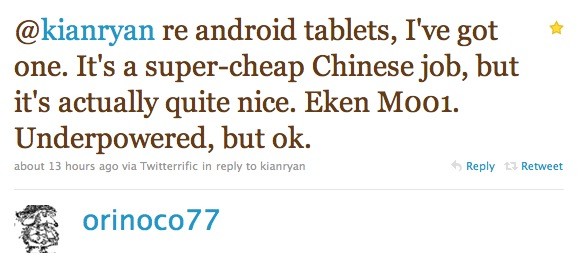 @kianryan re android tablets, I've got
one. It's a super-cheap Chinese job, but
it's actually quite nice. Eken M001.
Underpowered, but ok.
about 13 hours ago via Twitterrific in reply to kianryan Reply Retweet
orinoco77